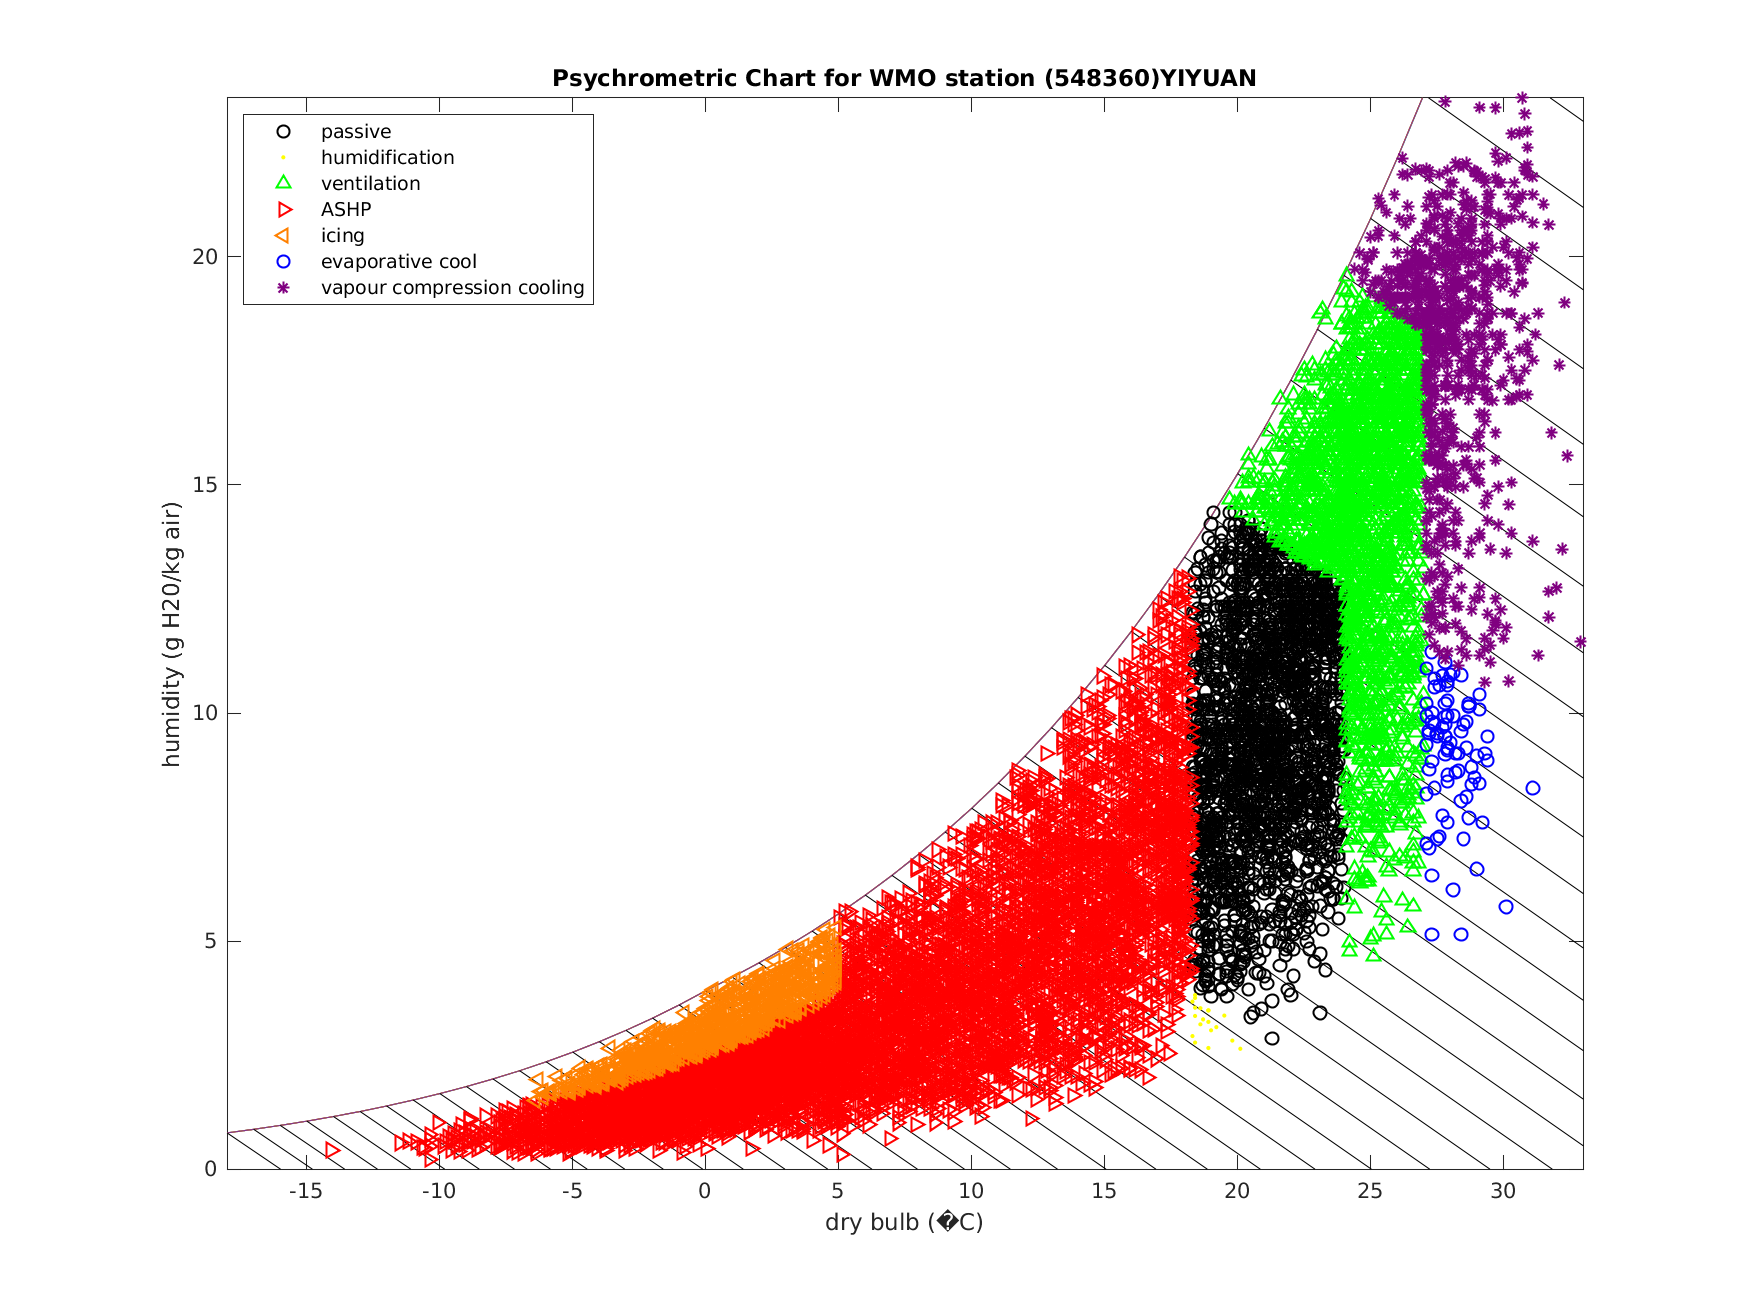 Psychrometric Chart for WMO station (548360)YIYUAN
passive
humidification
ventilation
ASHP
icing
evaporative cool
vapour compression cooling
humidity (g H20/kg air)
20
15
10
5
0
-15 -10 -5 0 5 10 15 20 25 30
dry bulb (�C)